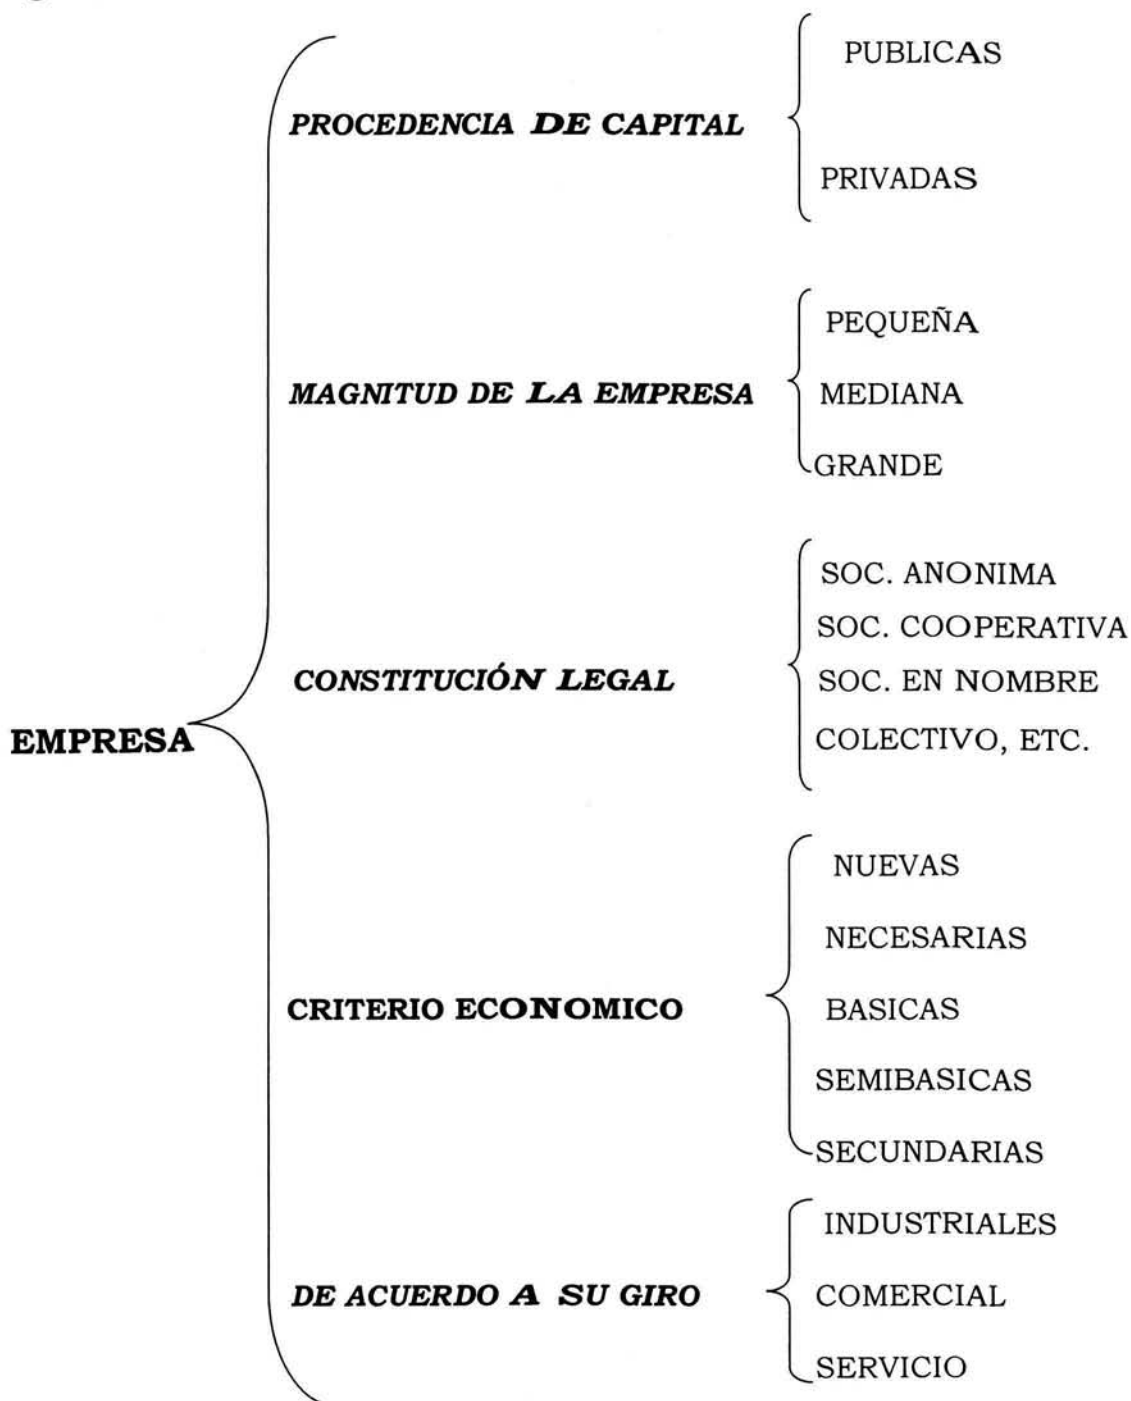 PUBLICAS
PROCEDENCIA DE CAPITAL
PRIVADAS
PEQUEÑA
MAGNITUD DE LA EMPRESA
MEDIANA
GRANDE
SOC. ANONIMA
SOC. COOPERATIVA
CONSTITUCIÓN LEGAL
SOC. EN NOMBRE
COLECTIVO, ETC.
EMPRESA
NUEVAS
NECESARIAS
CRITERIO ECONOMICO
BASICAS
SEMIBASICAS
SECUNDARIAS
INDUSTRIALES
DE ACUERDO A SU GIRO
COMERCIAL
SERVICIO